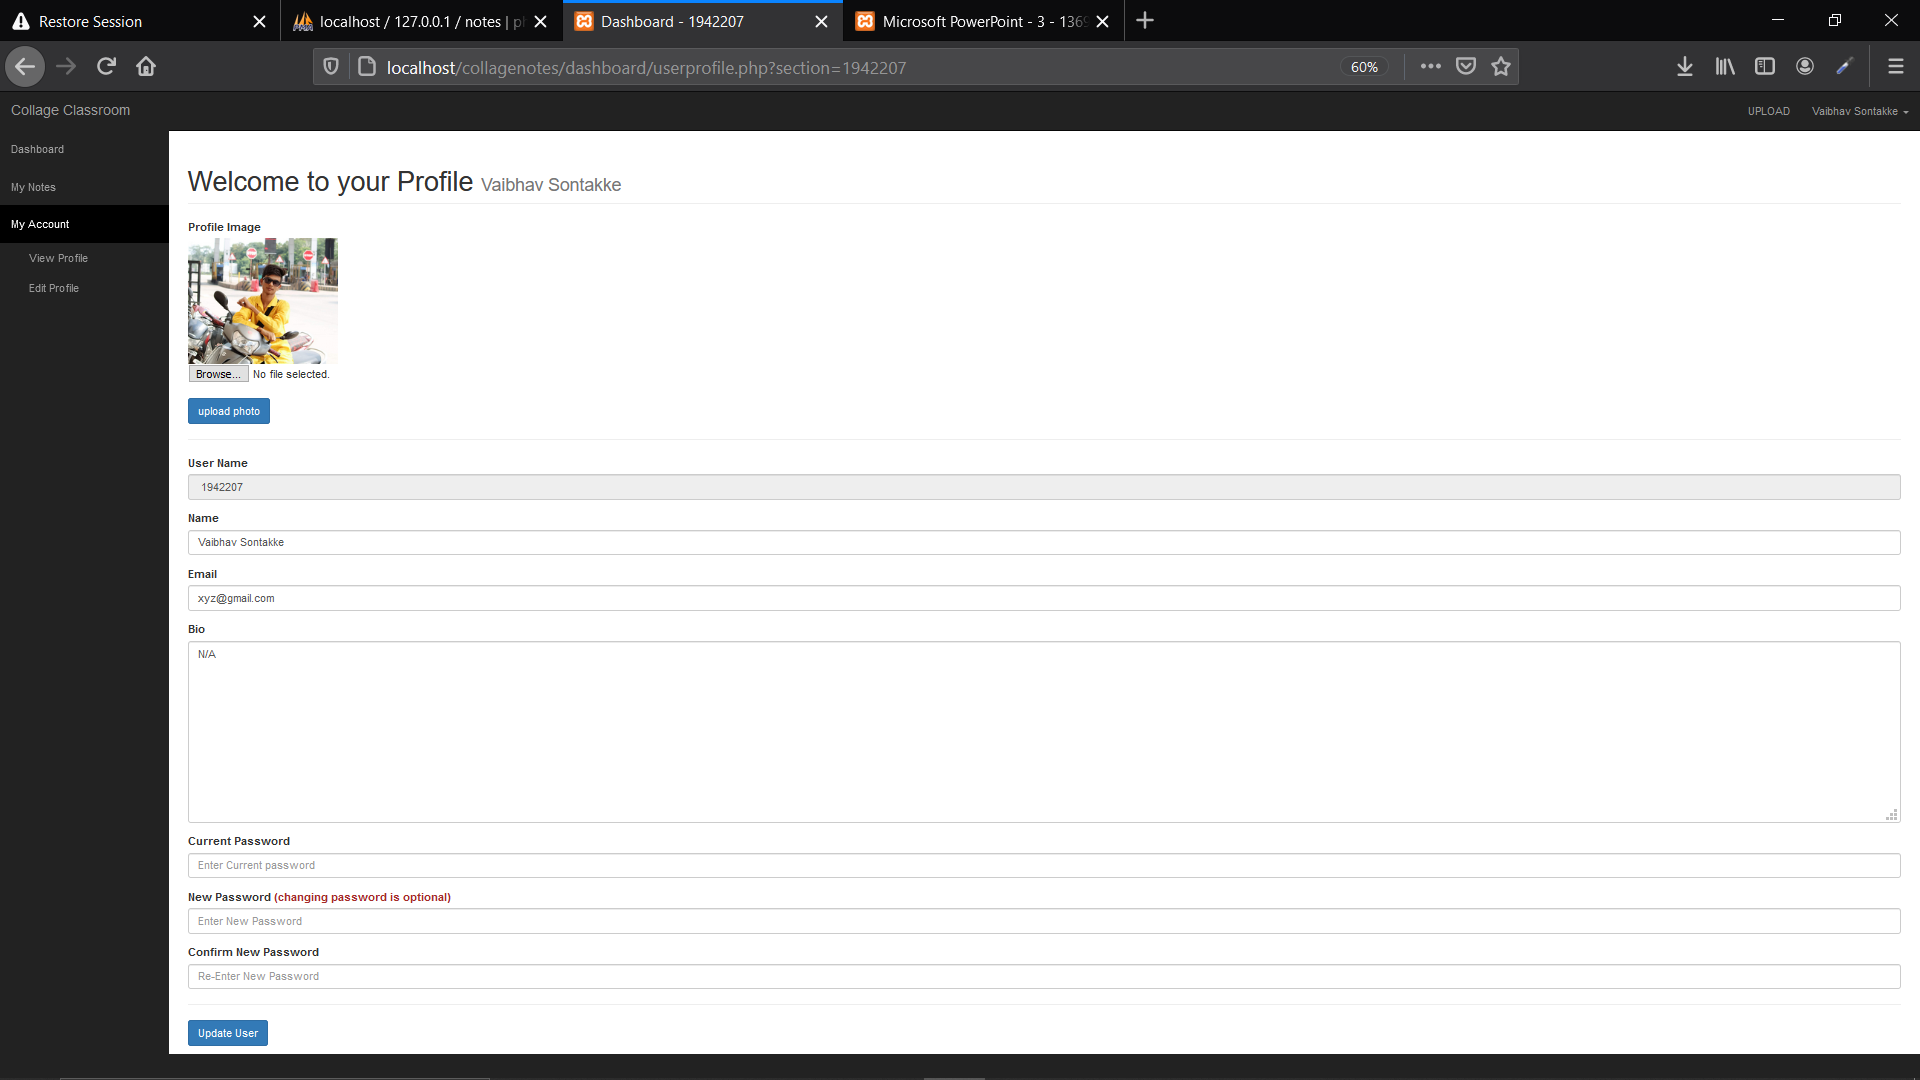 Restore Session
localhost / 127.0.0.1 / notes | ph
Dashboard - 1942207
Microsoft PowerPoint - 3 - 1369
localhost/collagenotes/dashboard/userprofile.php?section=1942207
60%
Collage Classroom
UPLOAD
Vaibhav Sontakke
Dashboard
My Notes
My Account
View Profile
Edit Profile
Welcome to your Profile Vaibhav Sontakke
Profile Image
Browse... No file selected.
upload photo
User Name
1942207
Name
Vaibhav Sontakke
Email
xyz@gmail.com
Bio
N/A
Current Password
Enter Current password
New Password (changing password is optional)
Enter New Password
Confirm New Password
Re-Enter New Password
Update User